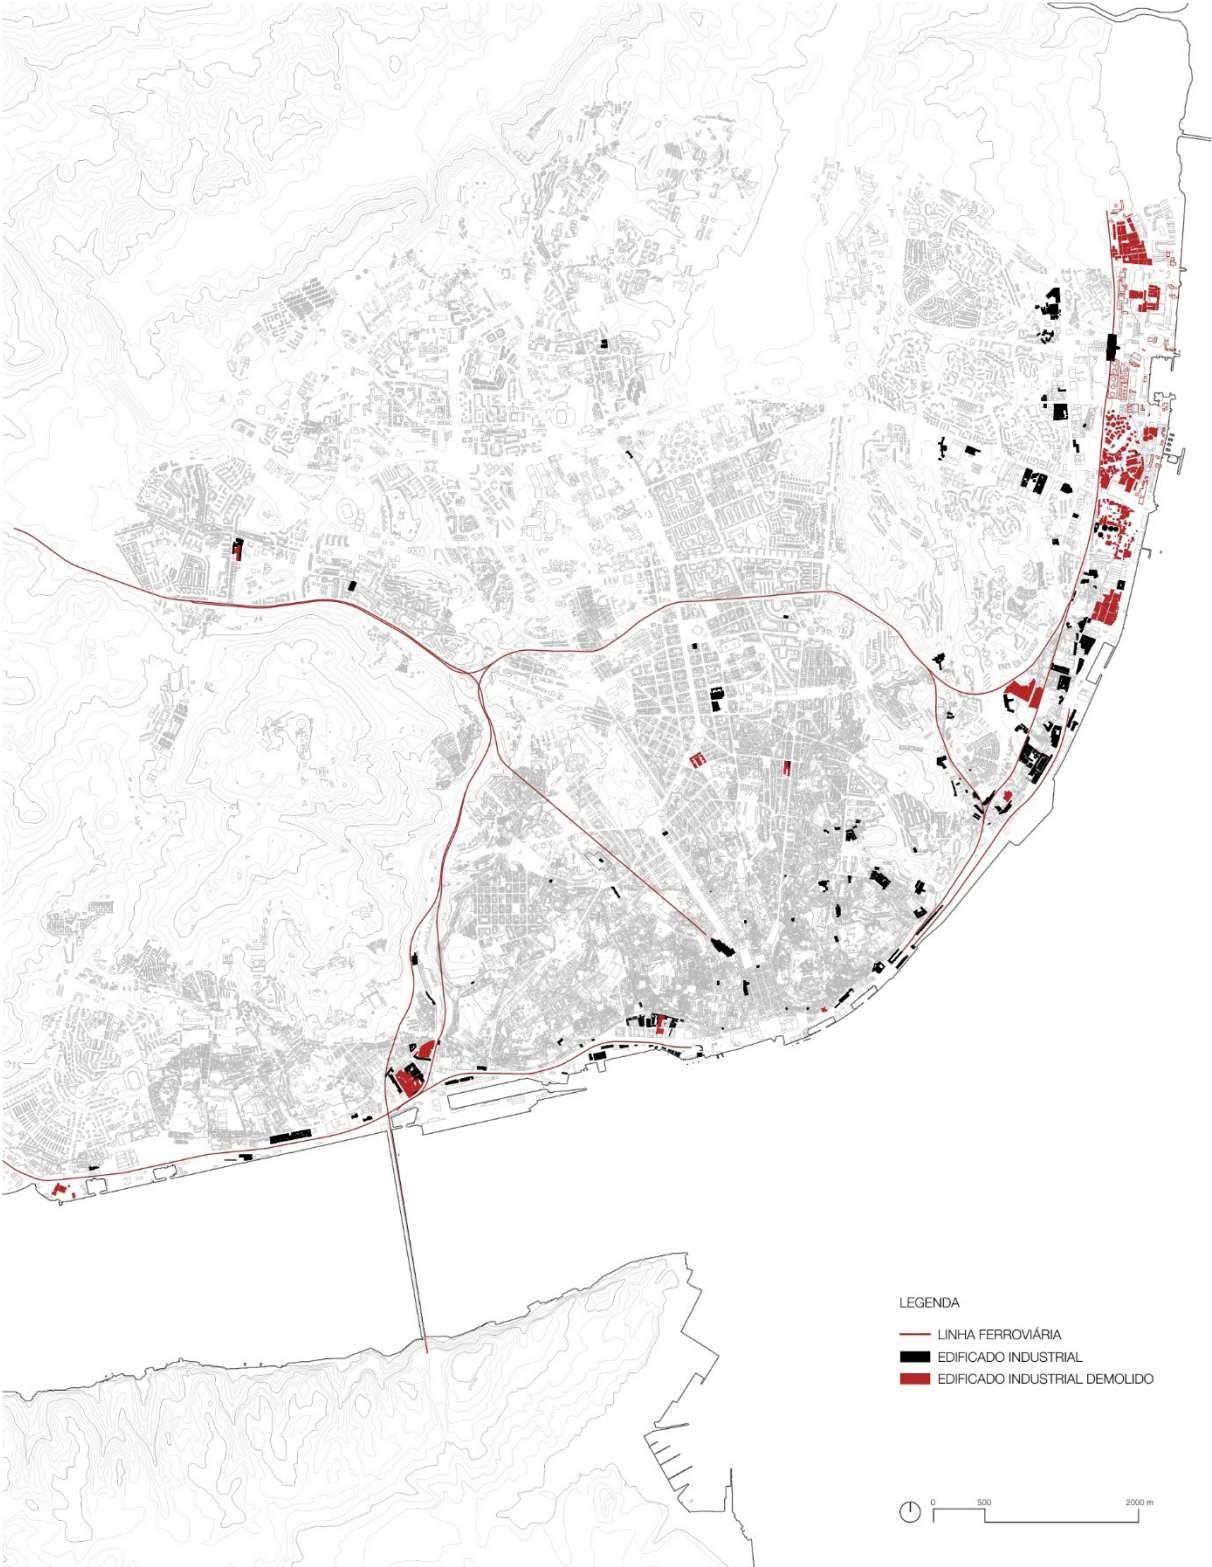 LEGENDA
LINHA FERROVIÁRIA
EDIFICADO INDUSTRIAL
EDIFICADO INDUSTRIAL DEMOLIDO
0 500 2000 m